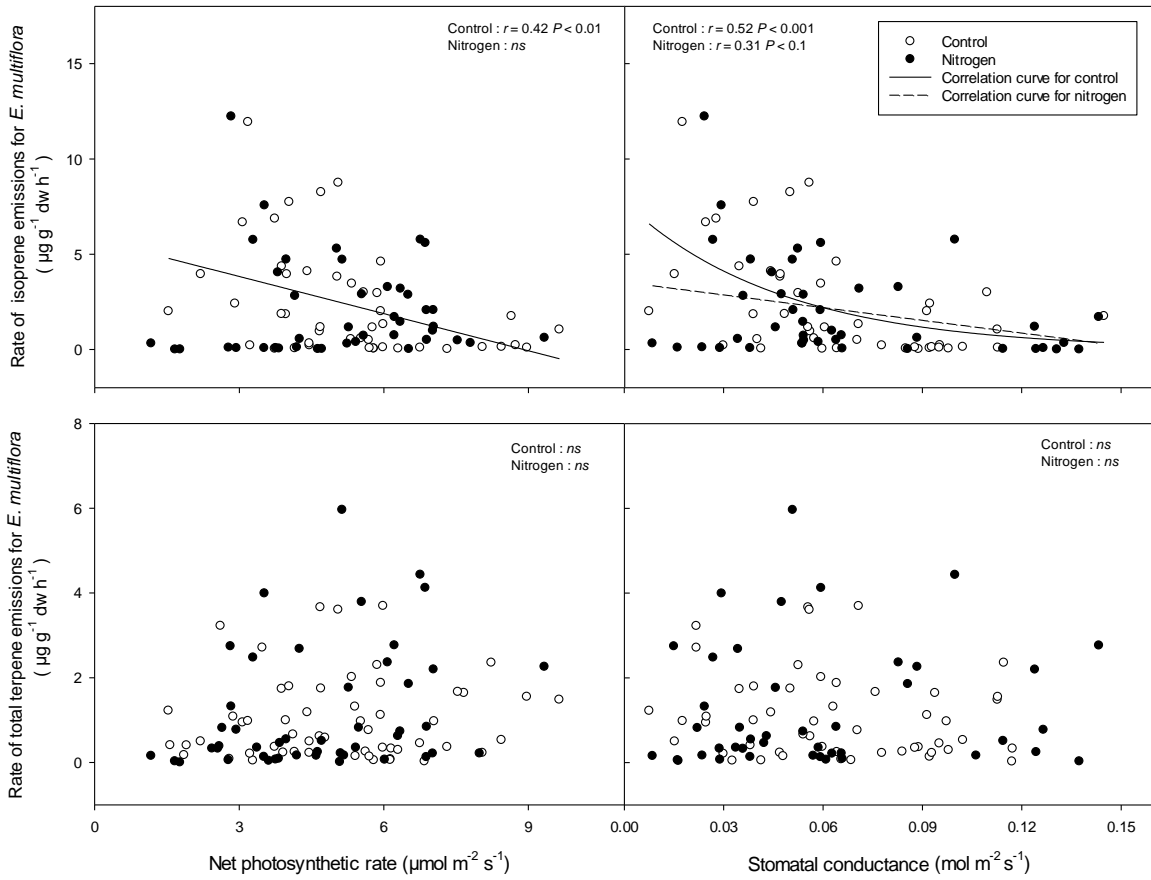 Control : r = 0.42 P < 0.01
Nitrogen : ns
Control : r = 0.52 P < 0.001
Nitrogen : r = 0.31 P < 0.1
Control
Nitrogen
Correlation curve for control
Correlation curve for nitrogen
Rate of isoprene emissions for E. multiflora
( µg g⁻¹ dw h⁻¹ )
15
10
5
0
Control : ns
Nitrogen : ns
Control : ns
Nitrogen : ns
Rate of total terpene emissions for E. multiflora
( µg g⁻¹ dw h⁻¹ )
8
6
4
2
0
0 3 6 9
0.00 0.03 0.06 0.09 0.12 0.15
Net photosynthetic rate (µmol m⁻² s⁻¹)
Stomatal conductance (mol m⁻² s⁻¹)